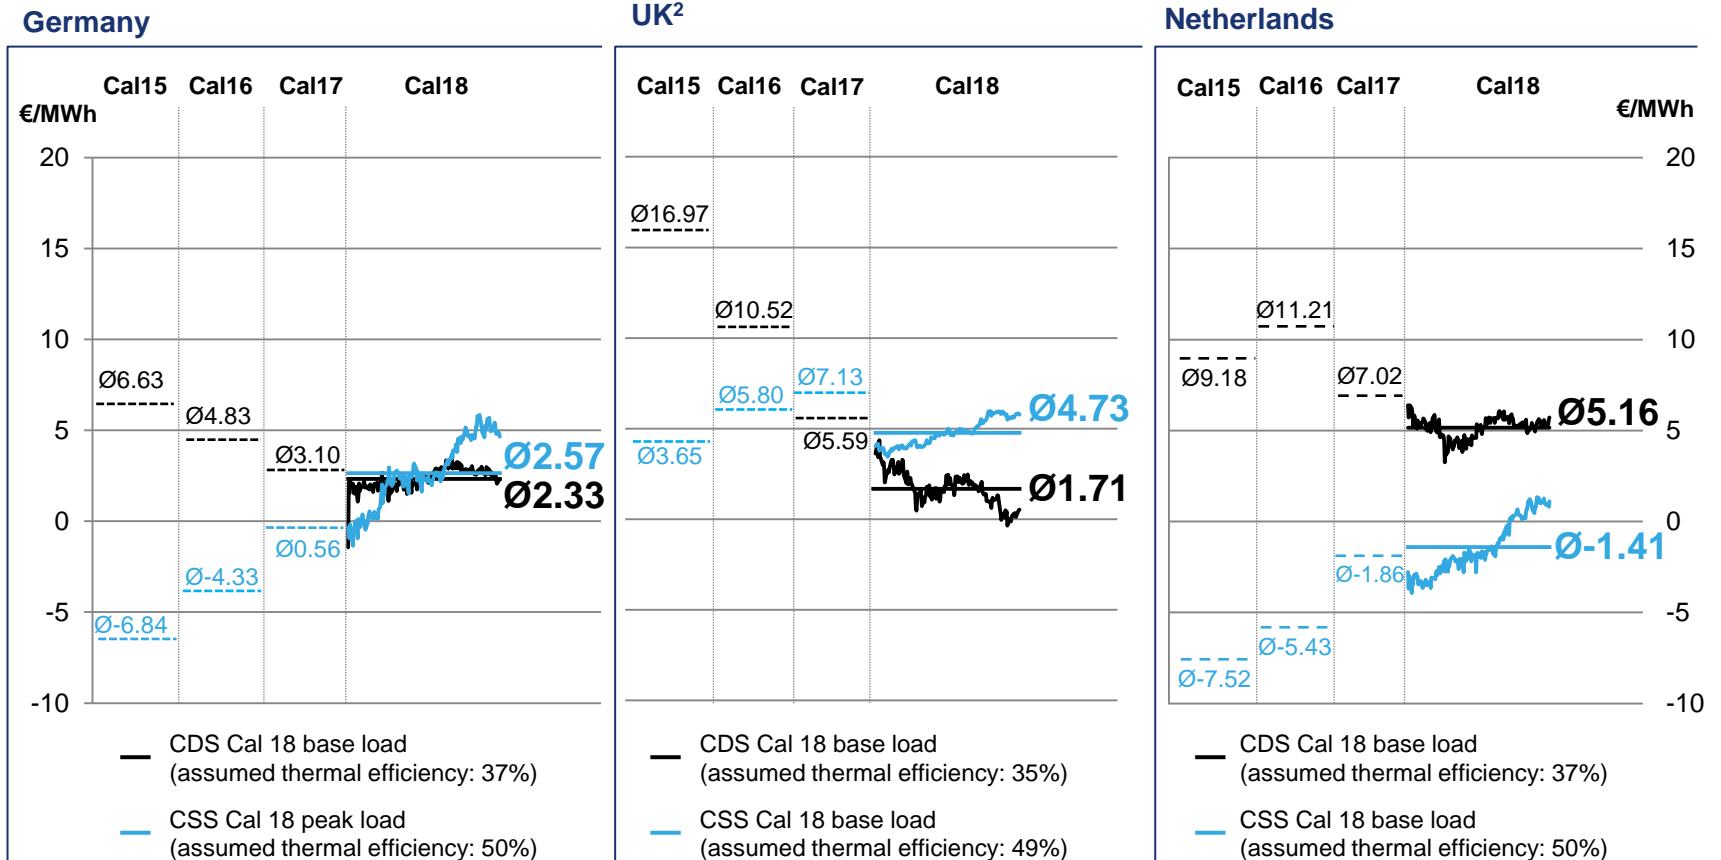 Germany
Cal15 Cal16 Cal17 Cal18
€/MWh
20
15
10
5
0
-5
-10
Ø6.63
Ø4.83
Ø3.10
Ø2.57
Ø2.33
Ø0.56
Ø-4.33
Ø-6.84
CDS Cal 18 base load
(assumed thermal efficiency: 37%)
CSS Cal 18 peak load
(assumed thermal efficiency: 50%)
UK²
Cal15 Cal16 Cal17 Cal18
Ø16.97
Ø10.52
Ø7.13
Ø5.80
Ø4.73
Ø5.59
Ø3.65
Ø1.71
CDS Cal 18 base load
(assumed thermal efficiency: 35%)
CSS Cal 18 base load
(assumed thermal efficiency: 49%)
Netherlands
Cal15 Cal16 Cal17 Cal18
€/MWh
20
15
10
5
0
-5
-10
Ø11.21
Ø9.18
Ø7.02
Ø5.16
Ø-1.41
Ø-1.86
Ø-5.43
Ø-7.52
CDS Cal 18 base load
(assumed thermal efficiency: 37%)
CSS Cal 18 base load
(assumed thermal efficiency: 50%)